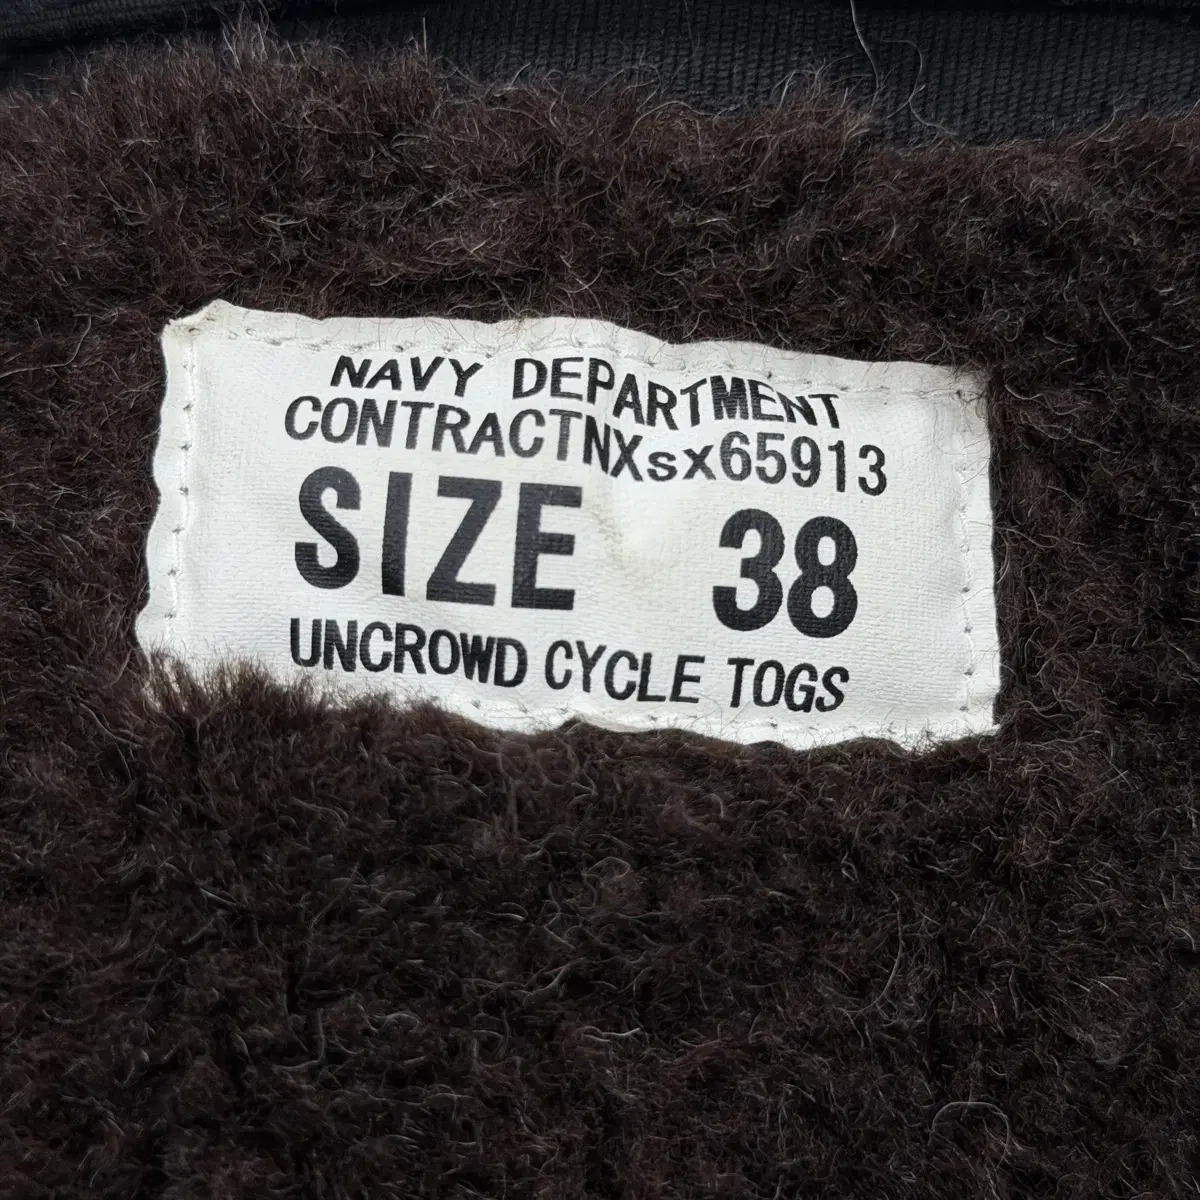 NAVY DEPARTMENT
CONTRACTNXsx65913
SIZE 38
UNCROWD CYCLE TOGS